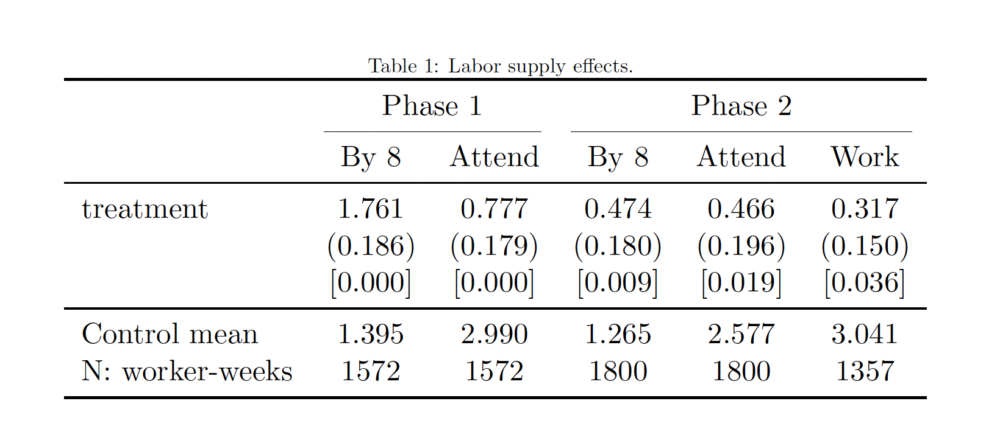 Table 1: Labor supply effects.
Phase 1 Phase 2
By 8 Attend By 8 Attend Work
treatment 1.761 0.777 0.474 0.466 0.317
(0.186) (0.179) (0.180) (0.196) (0.150)
[0.000] [0.000] [0.009] [0.019] [0.036]
Control mean 1.395 2.990 1.265 2.577 3.041
N: worker-weeks 1572 1572 1800 1800 1357